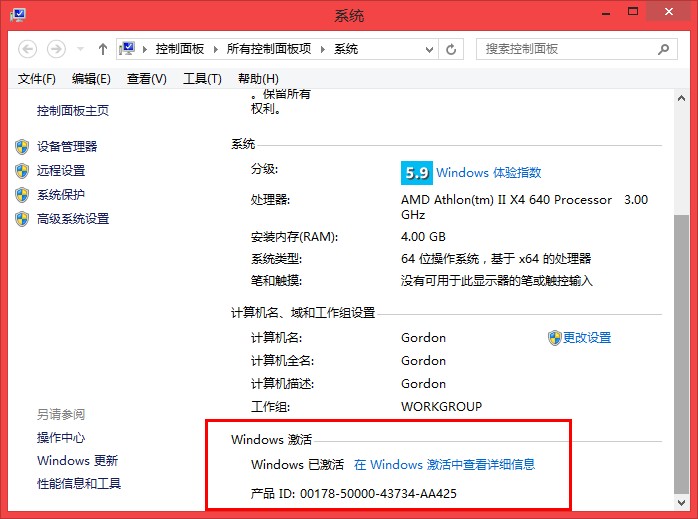 系统
控制面板 所有控制面板项 系统
搜索控制面板
文件(F) 编辑(E) 查看(V) 工具(T) 帮助(H)
控制面板主页
设备管理器
远程设置
系统保护
高级系统设置
另请参阅
操作中心
Windows 更新
性能信息和工具
。保留所有
权利。
系统
分级: 5.9 Windows 体验指数
处理器: AMD Athlon(tm) II X4 640 Processor 3.00
GHz
安装内存(RAM): 4.00 GB
系统类型: 64 位操作系统，基于 x64 的处理器
笔和触摸: 没有可用于此显示器的笔或触控输入
计算机名、域和工作组设置
计算机名: Gordon 更改设置
计算机全名: Gordon
计算机描述: Gordon
工作组: WORKGROUP
Windows 激活
Windows 已激活 在 Windows 激活中查看详细信息
产品 ID: 00178-50000-43734-AA425